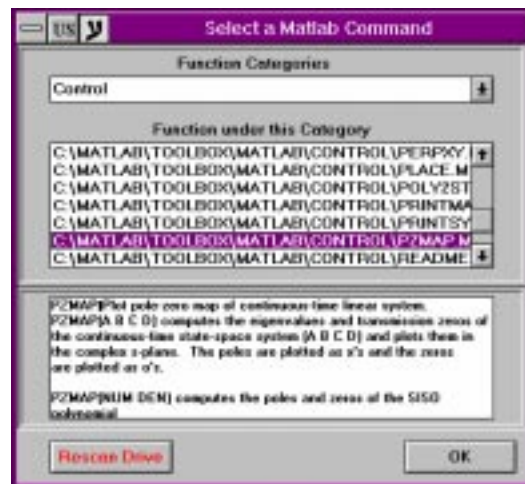 US ש Select a Matlab Command
Function Categories
Control
Function under this Category
C:\MATLAB\TOOLBOX\MATLAB\CONTROL\PERPXY.
C:\MATLAB\TOOLBOX\MATLAB\CONTROL\PLACE.M
C:\MATLAB\TOOLBOX\MATLAB\CONTROL\POLY2ST
C:\MATLAB\TOOLBOX\MATLAB\CONTROL\PRINTMA
C:\MATLAB\TOOLBOX\MATLAB\CONTROL\PRINTSY
C:\MATLAB\TOOLBOX\MATLAB\CONTROL\PZMAP.M
C:\MATLAB\TOOLBOX\MATLAB\CONTROL\README
PZMAP Plot pole zero map of continuous-time linear system.
PZMAP(A B C D) computes the eigenvalues and transmission zeros of
the continuous-time state-space system (A B C D) and plots them in
the complex s-plane. The poles are plotted as x's and the zeros
are plotted as o's.
PZMAP(NUM DEN) computes the poles and zeros of the SISO
polynomial
Rescan Drive
OK